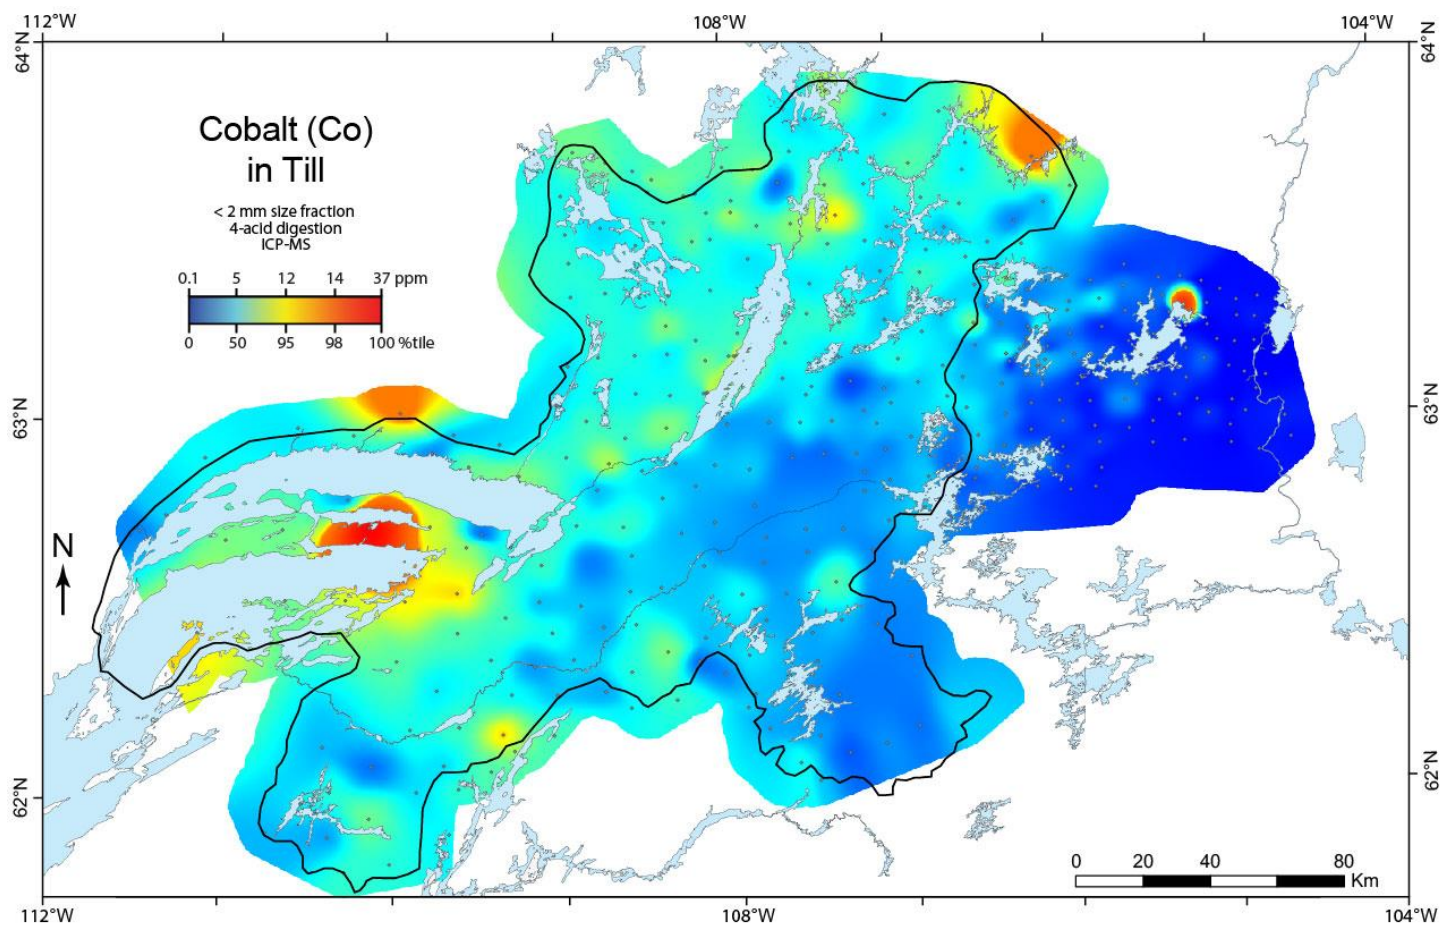 112°W 108°W 104°W
64°N 64°N
Cobalt (Co)
in Till
< 2 mm size fraction
4-acid digestion
ICP-MS
0.1 5 12 14 37 ppm
0 50 95 98 100 %tile
63°N 63°N
N
62°N 62°N
0 20 40 80
Km
112°W 108°W 104°W